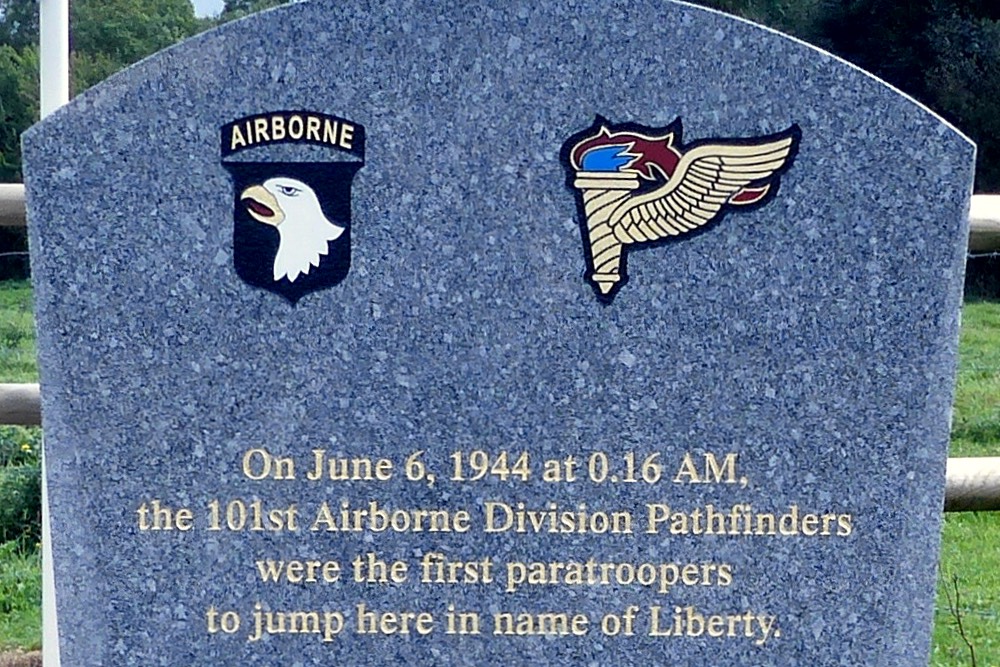 AIRBORNE
On June 6, 1944 at 0.16 AM,
the 101st Airborne Division Pathfinders
were the first paratroopers
to jump here in name of Liberty.